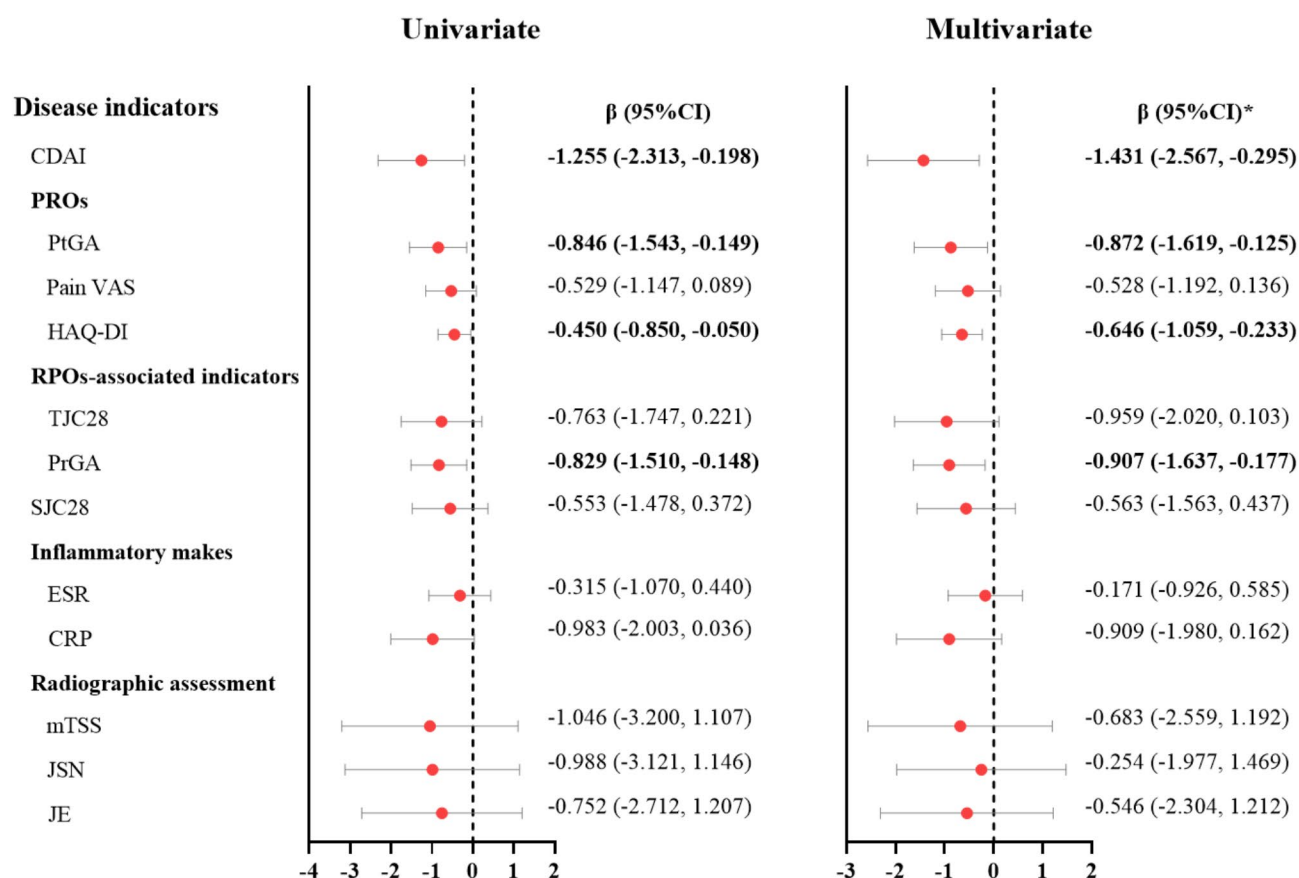 Univariate Multivariate
Disease indicators β (95%CI) β (95%CI)*
CDAI -1.255 (-2.313, -0.198) -1.431 (-2.567, -0.295)
PROs
PtGA -0.846 (-1.543, -0.149) -0.872 (-1.619, -0.125)
Pain VAS -0.529 (-1.147, 0.089) -0.528 (-1.192, 0.136)
HAQ-DI -0.450 (-0.850, -0.050) -0.646 (-1.059, -0.233)
RPOs-associated indicators
TJC28 -0.763 (-1.747, 0.221) -0.959 (-2.020, 0.103)
PrGA -0.829 (-1.510, -0.148) -0.907 (-1.637, -0.177)
SJC28 -0.553 (-1.478, 0.372) -0.563 (-1.563, 0.437)
Inflammatory makes
ESR -0.315 (-1.070, 0.440) -0.171 (-0.926, 0.585)
CRP -0.983 (-2.003, 0.036) -0.909 (-1.980, 0.162)
Radiographic assessment
mTSS -1.046 (-3.200, 1.107) -0.683 (-2.559, 1.192)
JSN -0.988 (-3.121, 1.146) -0.254 (-1.977, 1.469)
JE -0.752 (-2.712, 1.207) -0.546 (-2.304, 1.212)
-4 -3 -2 -1 0 1 2 -3 -2 -1 0 1 2